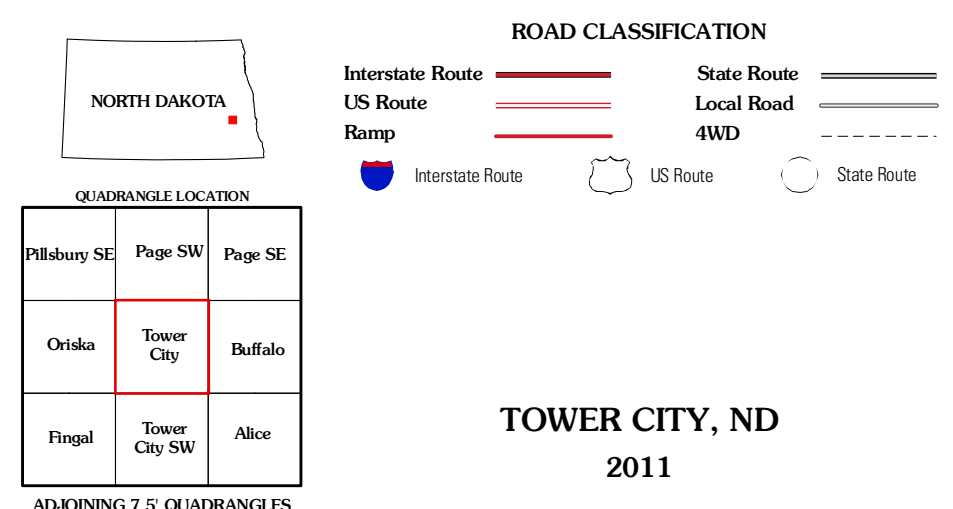 NORTH DAKOTA
QUADRANGLE LOCATION
Pillsbury SE
Page SW
Page SE
Oriska
Tower
City
Buffalo
Fingal
Tower
City SW
Alice
ADJOINING 7.5' QUADRANGLES
ROAD CLASSIFICATION
Interstate Route
State Route
US Route
Local Road
Ramp
4WD
Interstate Route
US Route
State Route
TOWER CITY, ND
2011